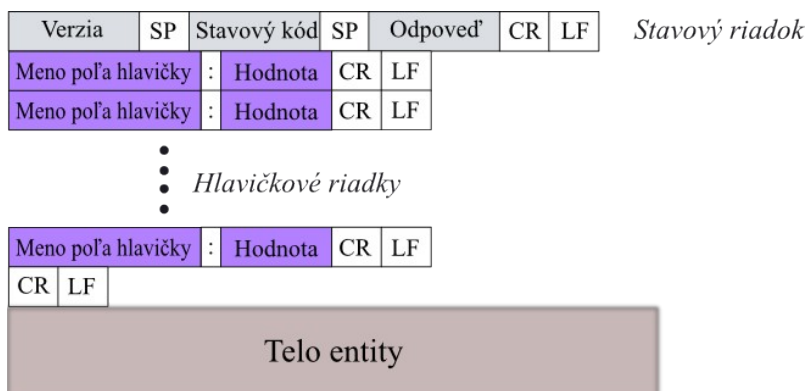 Verzia SP Stavový kód SP Odpoveď CR LF Stavový riadok
Meno poľa hlavičky : Hodnota CR LF
Meno poľa hlavičky : Hodnota CR LF
Hlavičkové riadky
Meno poľa hlavičky : Hodnota CR LF
CR LF
Telo entity